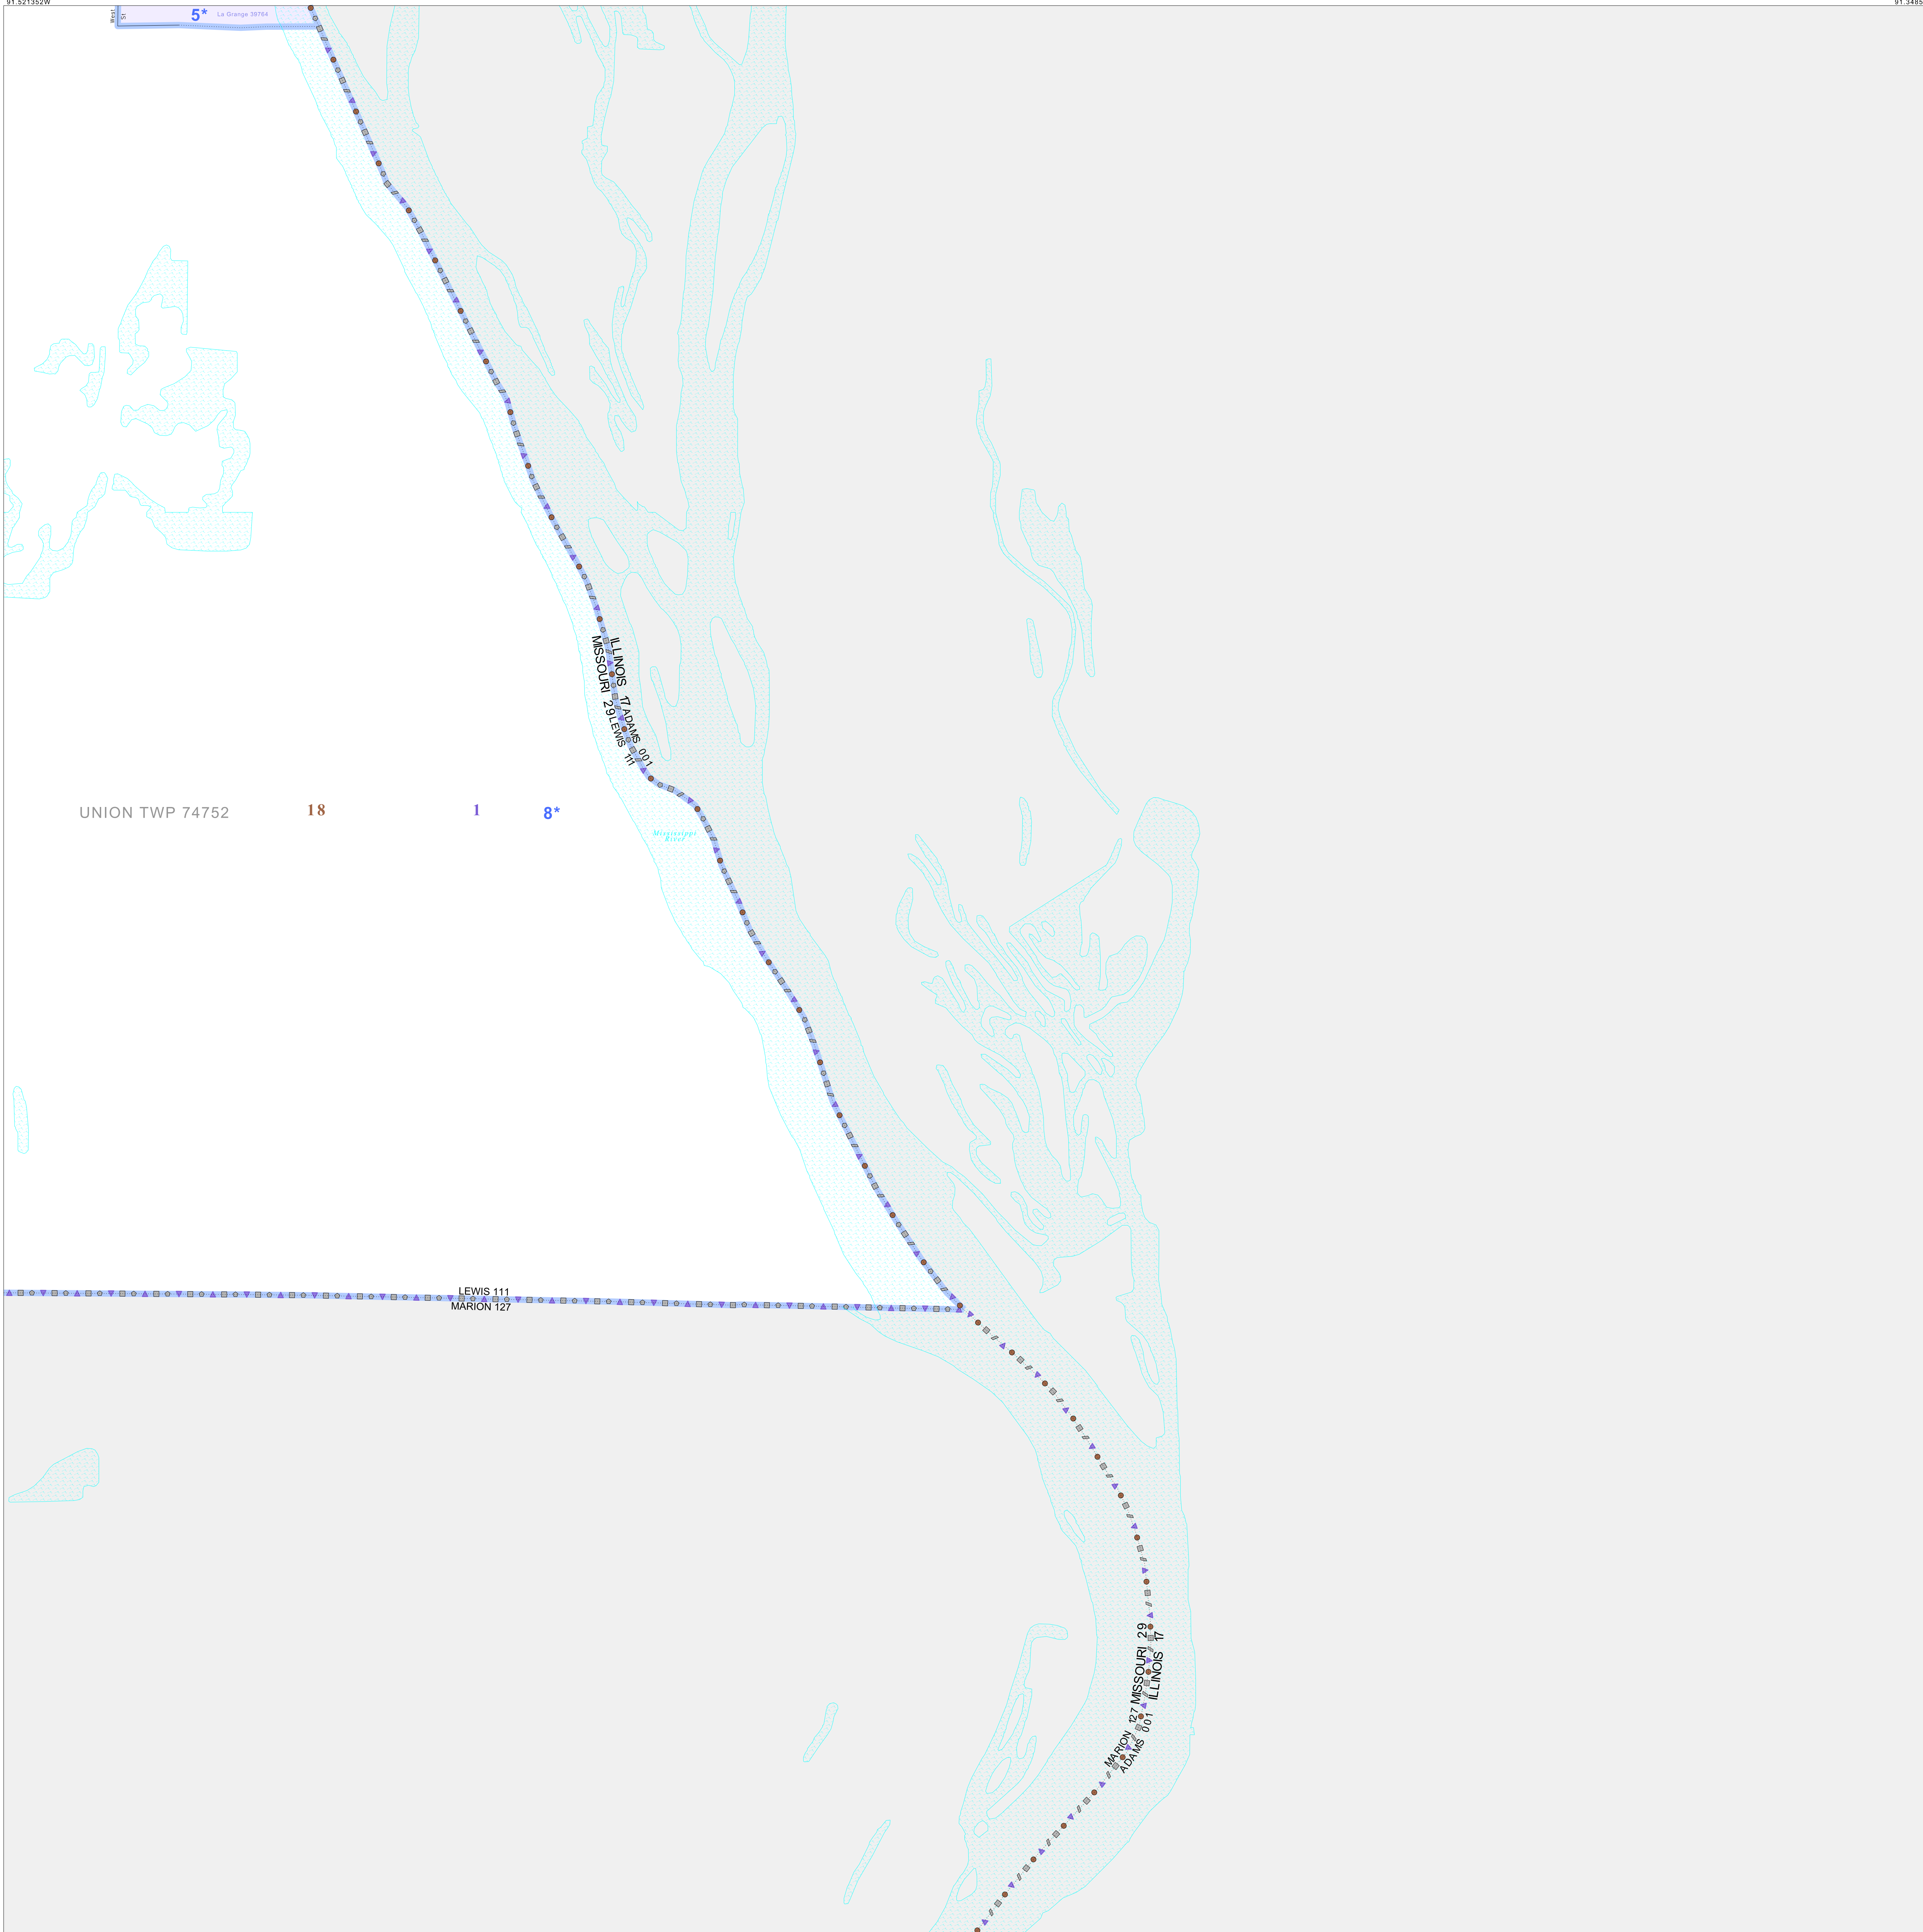 91.521352W
91.3485
West
St
5*
La Grange 39764
ILLINOIS 17
MISSOURI 29
ADAMS 001
LEWIS 111
UNION TWP 74752
18
1
8*
Mississippi
River
LEWIS 111
MARION 127
MISSOURI 29
ILLINOIS 17
MARION 127
ADAMS 001